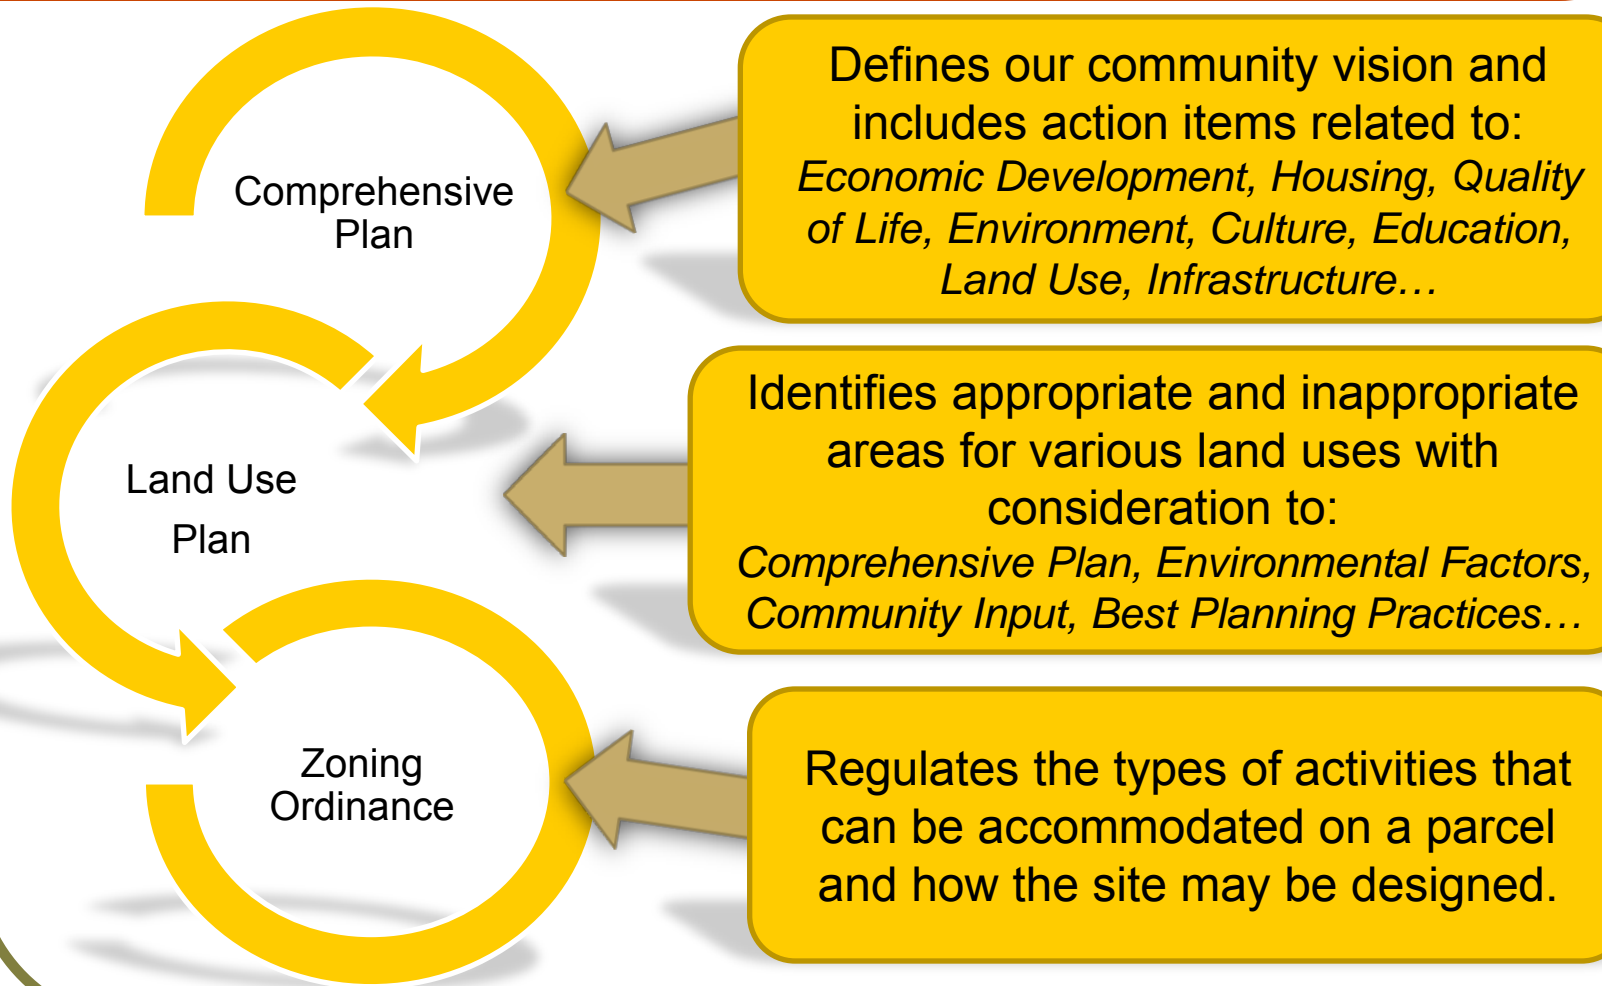 Comprehensive
Plan
Defines our community vision and
includes action items related to:
Economic Development, Housing, Quality
of Life, Environment, Culture, Education,
Land Use, Infrastructure…
Land Use
Plan
Identifies appropriate and inappropriate
areas for various land uses with
consideration to:
Comprehensive Plan, Environmental Factors,
Community Input, Best Planning Practices…
Zoning
Ordinance
Regulates the types of activities that
can be accommodated on a parcel
and how the site may be designed.